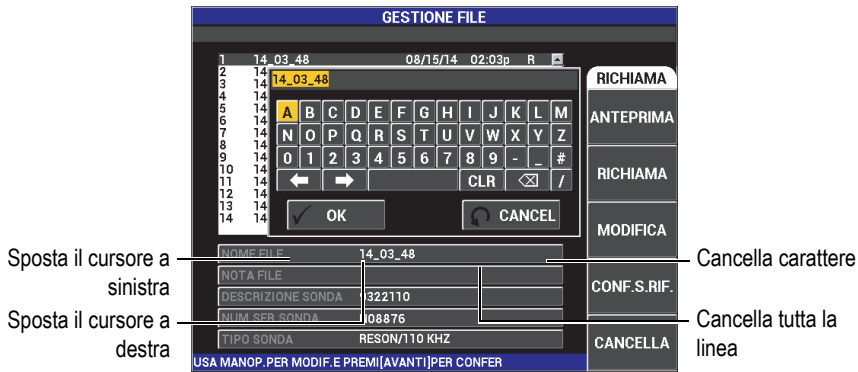 GESTIONE FILE
1 14_03_48 08/15/14 02:03p R
2 14
3 14
4 14
5 14
6 14
7 14
8 14
9 14
10 14
11 14
12 14
13 14
14 14
14_03_48
A B C D E F G H I J K L M
N O P Q R S T U V W X Y Z
0 1 2 3 4 5 6 7 8 9 - _ #
CLR /
OK CANCEL
RICHIAMA
ANTEPRIMA
RICHIAMA
MODIFICA
CONF.S.RIF.
CANCELLA
NOME FILE 14_03_48
NOTA FILE
DESCRIZIONE SONDA 9322110
NUM SER SONDA M08876
TIPO SONDA RESON/110 KHZ
USA MANOP.PER MODIF.E PREMI[AVANTI]PER CONFER
Sposta il cursore a
sinistra
Sposta il cursore a
destra
Cancella carattere
Cancella tutta la
linea